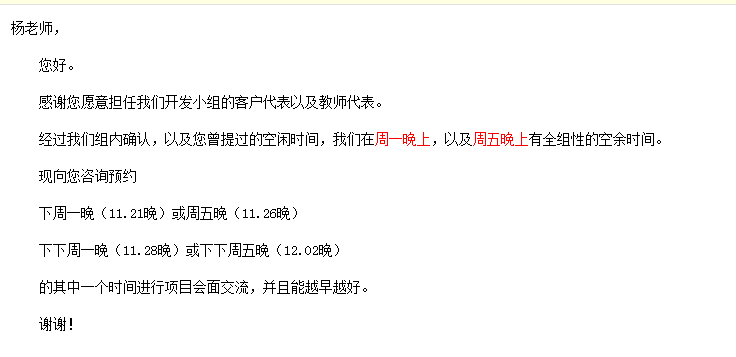 杨老师，
您好。
感谢您愿意担任我们开发小组的客户代表以及教师代表。
经过我们组内确认，以及您曾提过的空闲时间，我们在周一晚上，以及周五晚上有全组性的空余时间。
现向您咨询预约
下周一晚（11.21晚）或周五晚（11.26晚）
下下周一晚（11.28晚）或下下周五晚（12.02晚）
的其中一个时间进行项目会面交流，并且能越早越好。
谢谢！